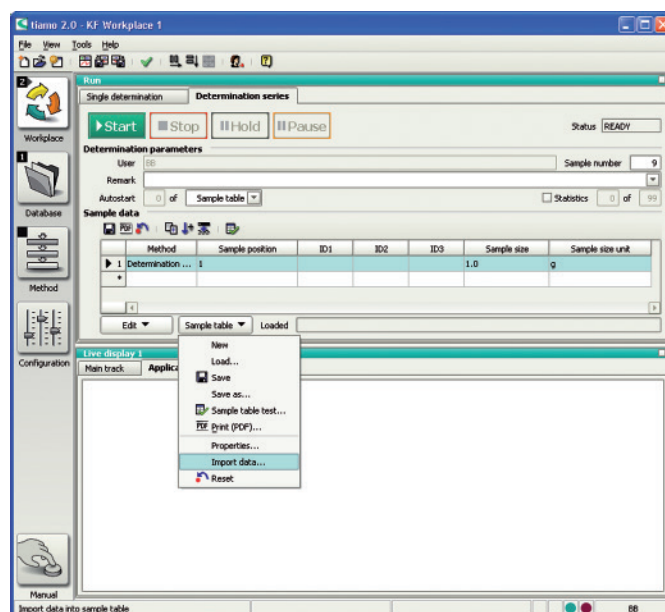 tiamo 2.0 - KF Workplace 1
File View Tools Help
2
Workplace
1
Database
Method
Configuration
Manual
Run
Single determination Determination series
Start Stop Hold Pause Status READY
Determination parameters
User BB Sample number 9
Remark
Autostart 0 of Sample table Statistics 0 of 99
Sample data
PDF
Method Sample position ID1 ID2 ID3 Sample size Sample size unit
1 Determination ... 1 1.0 g
*
Edit Sample table Loaded
Live display 1
Main track Applica
New
Load...
Save
Save as...
Sample table test...
PDF Print (PDF)...
Properties...
Import data...
Reset
Import data into sample table BB